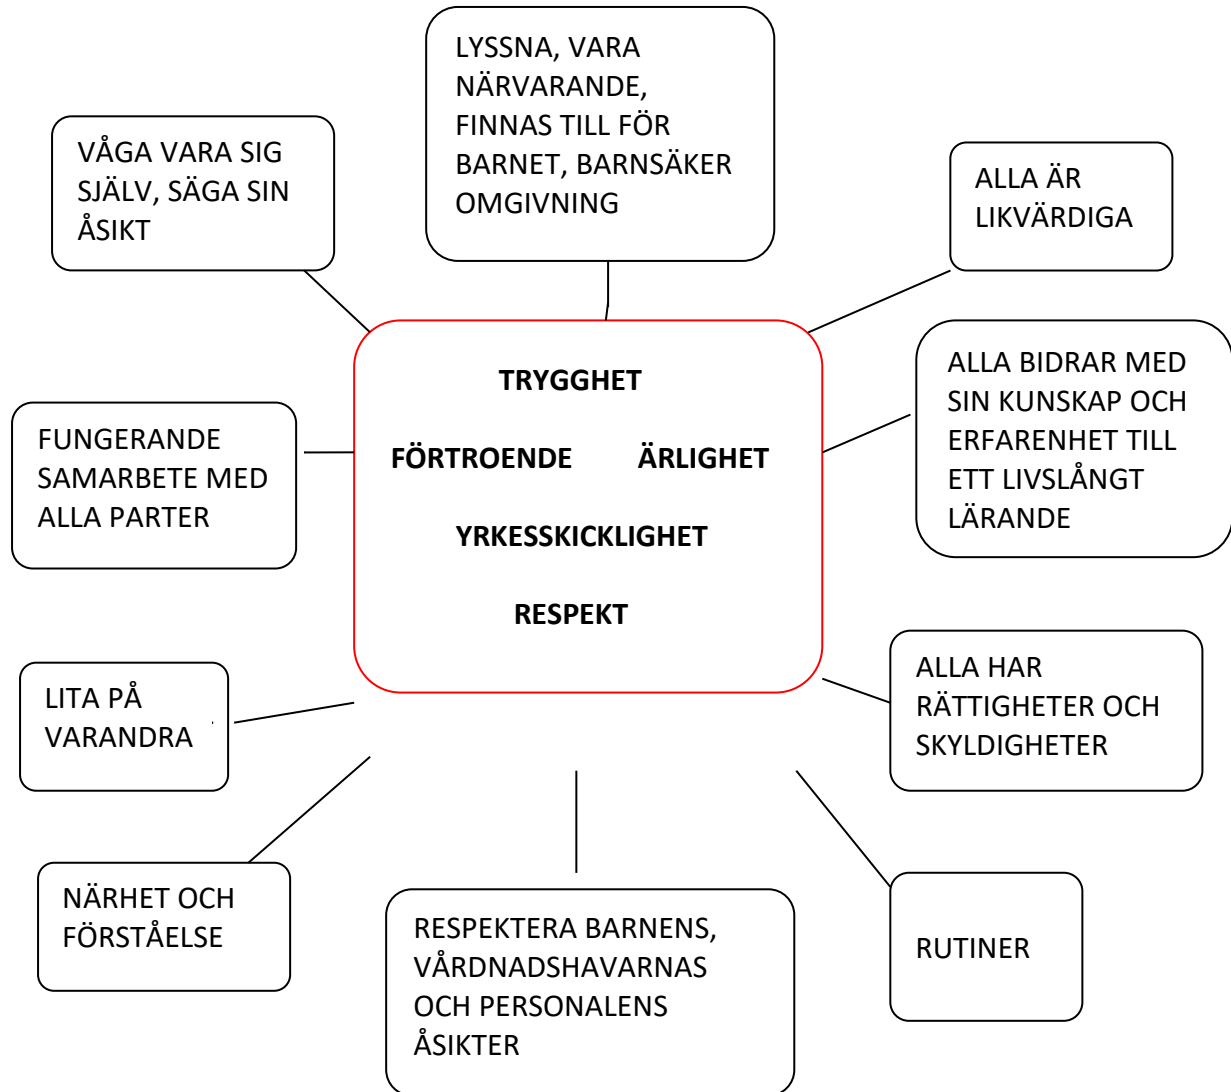 LYSSNA, VARA
NÄRVARANDE,
FINNAS TILL FÖR
BARNET, BARNSÄKER
OMGIVNING
VÅGA VARA SIG
SJÄLV, SÄGA SIN
ÅSIKT
ALLA ÄR
LIKVÄRDIGA
TRYGGHET
FÖRTROENDE ÄRLIGHET
YRKESSKICKLIGHET
RESPEKT
ALLA BIDRAR MED
SIN KUNSKAP OCH
ERFARENHET TILL
ETT LIVSLÅNGT
LÄRANDE
FUNGERANDE
SAMARBETE MED
ALLA PARTER
ALLA HAR
RÄTTIGHETER OCH
SKYLDIGHETER
LITA PÅ
VARANDRA
NÄRHET OCH
FÖRSTÅELSE
RESPEKTERA BARNENS,
VÅRDNADSHAVARNAS
OCH PERSONALENS
ÅSIKTER
RUTINER